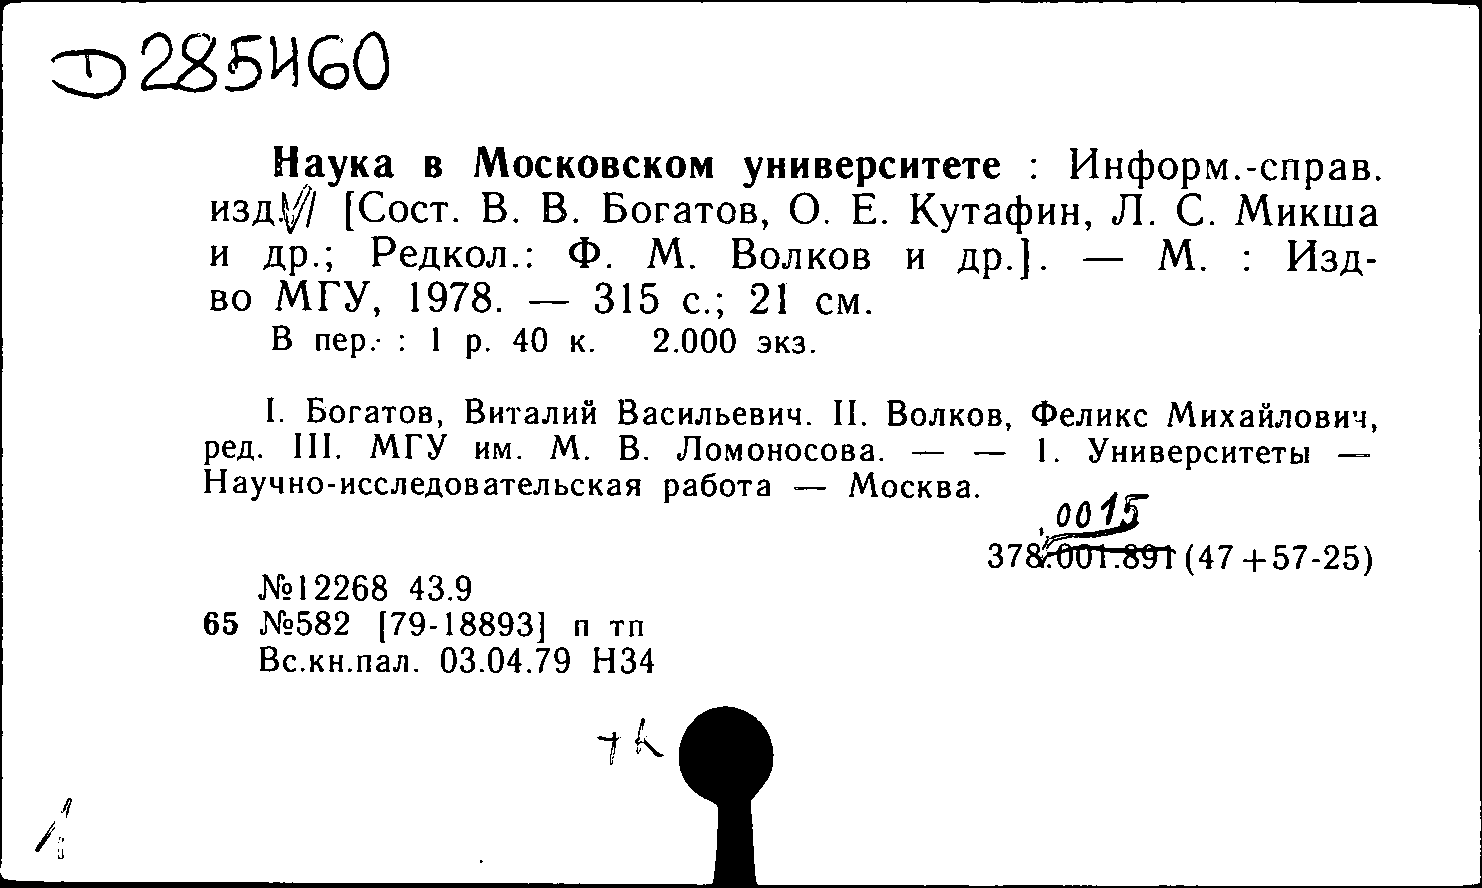 D 285460
Наука в Московском университете : Информ.-справ.
изд. / [Сост. В. В. Богатов, О. Е. Кутафин, Л. С. Микша
и др.; Редкол.: Ф. М. Волков и др.]. — М. : Изд-
во МГУ, 1978. — 315 с.; 21 см.
В пер. : 1 р. 40 к. 2.000 экз.
I. Богатов, Виталий Васильевич. II. Волков, Феликс Михайлович,
ред. III. МГУ им. М. В. Ломоносова. — — 1. Университеты —
Научно-исследовательская работа — Москва.
0015
378.001.891(47+57-25)
№12268 43.9
65 №582 [79-18893] п тп
Вс.кн.пал. 03.04.79 Н34